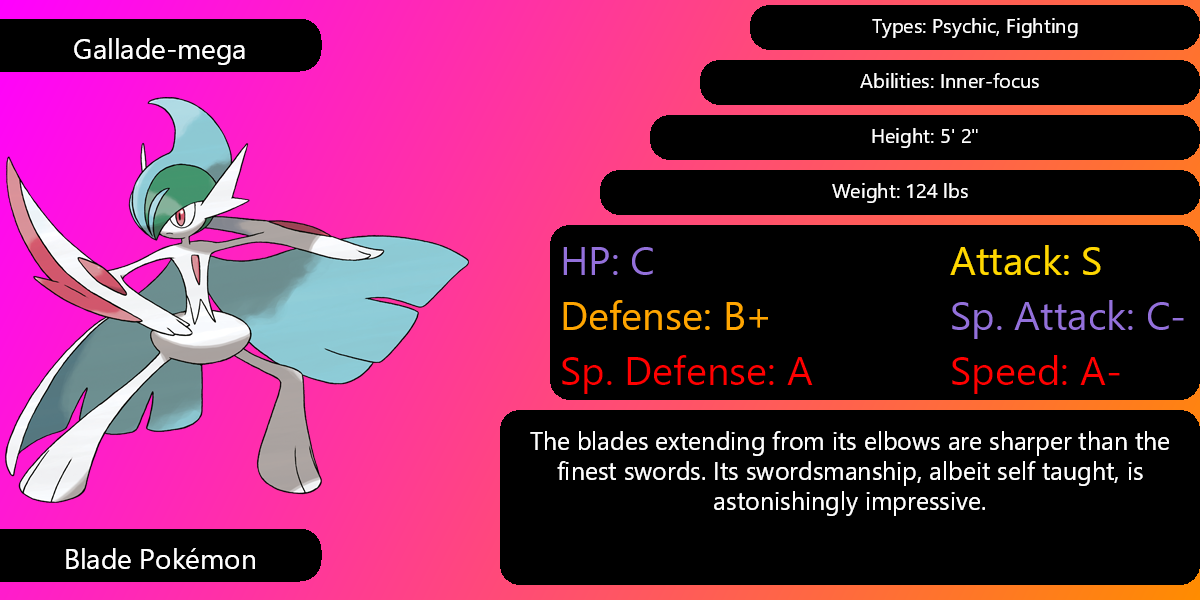 Gallade-mega
Types: Psychic, Fighting
Abilities: Inner-focus
Height: 5' 2"
Weight: 124 lbs
HP: C
Attack: S
Defense: B+
Sp. Attack: C-
Sp. Defense: A
Speed: A-
The blades extending from its elbows are sharper than the
finest swords. Its swordsmanship, albeit self taught, is
astonishingly impressive.
Blade Pokémon